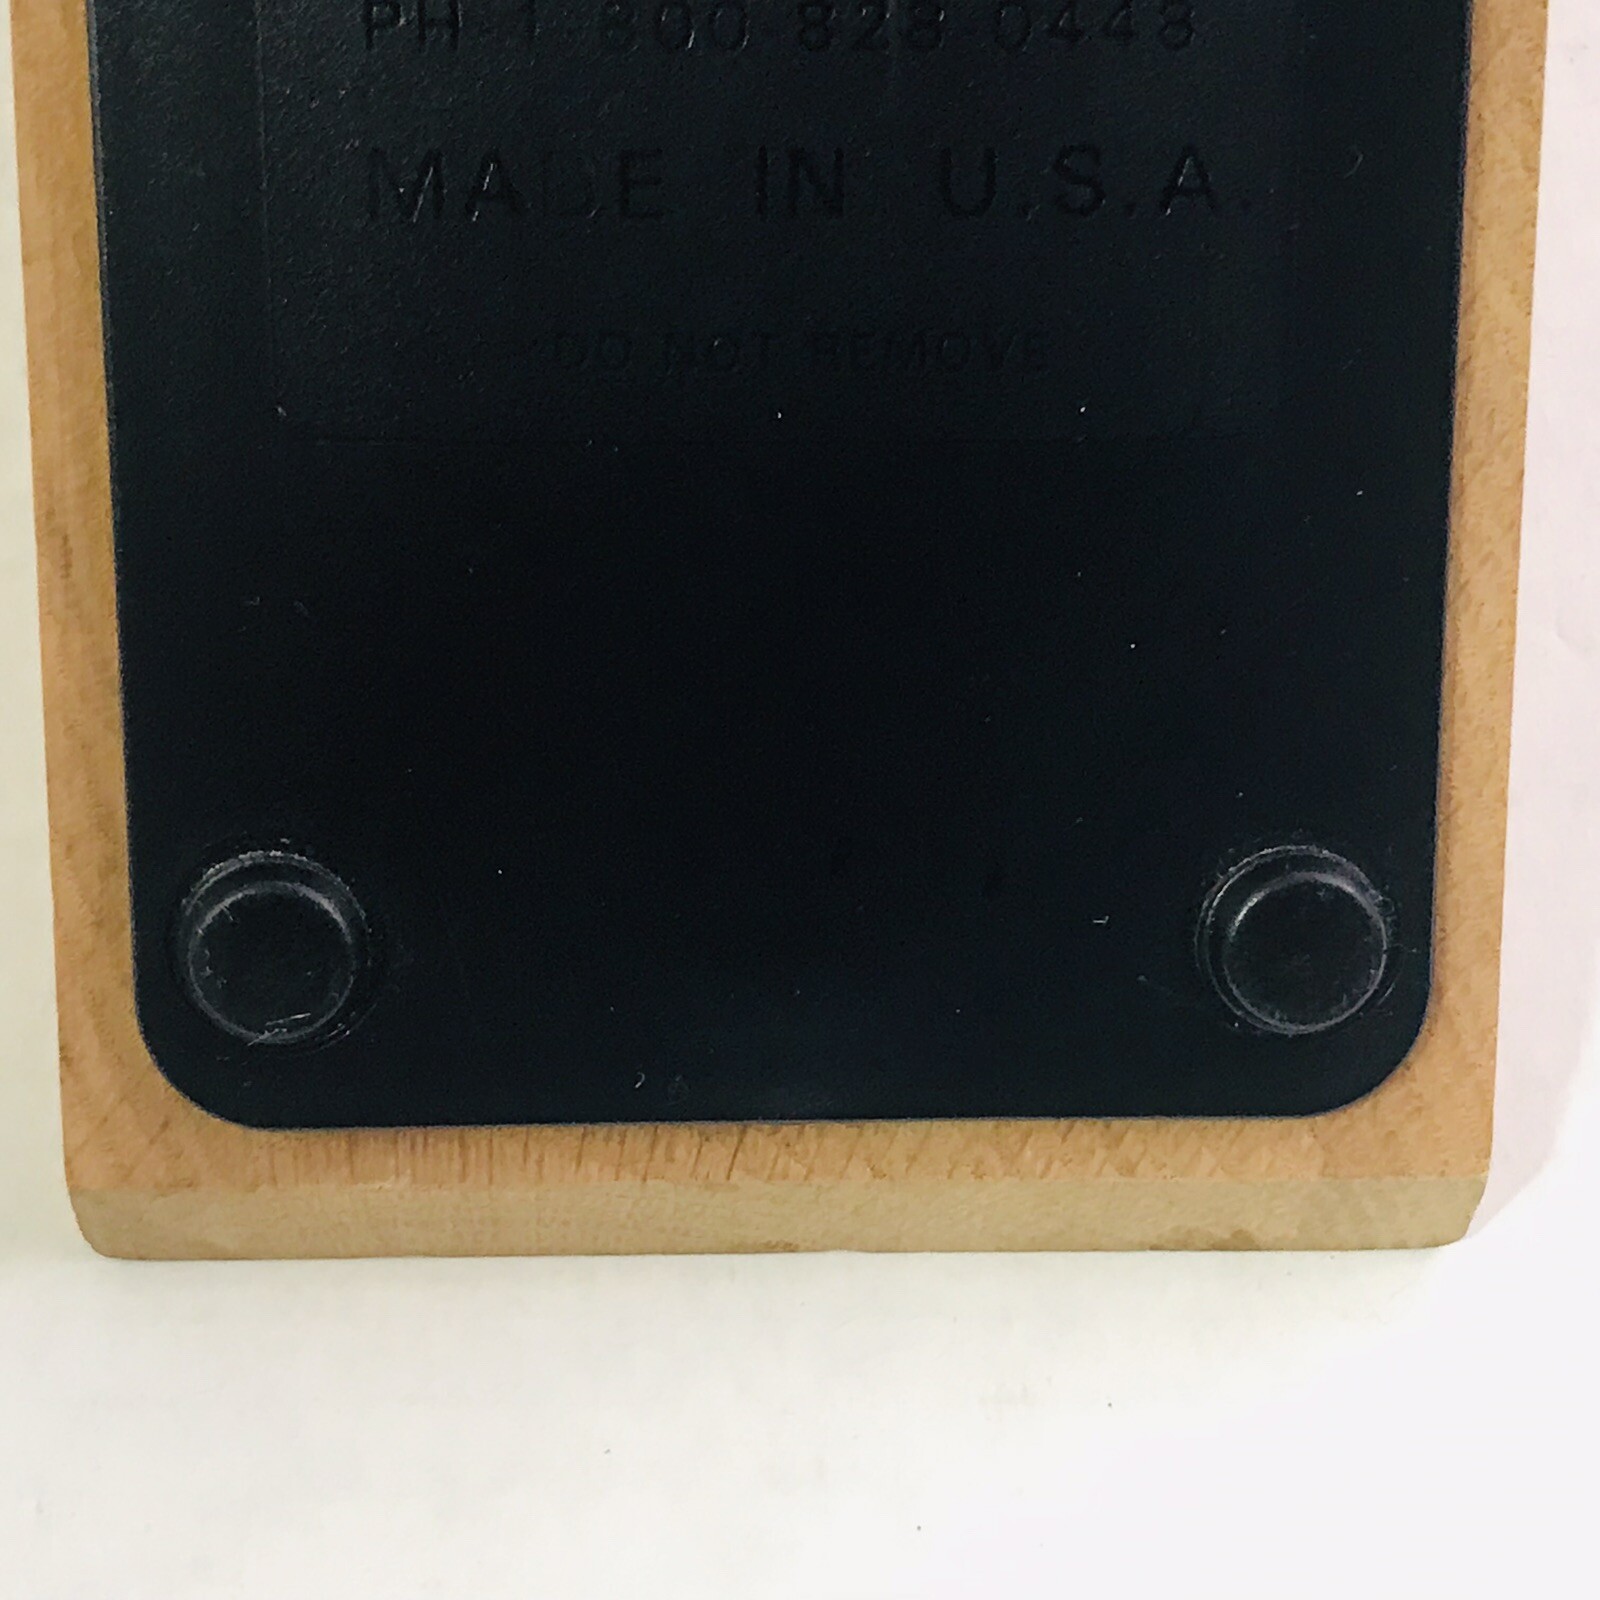 PH-1-800-828-0448
MADE IN U.S.A.
DO NOT REMOVE